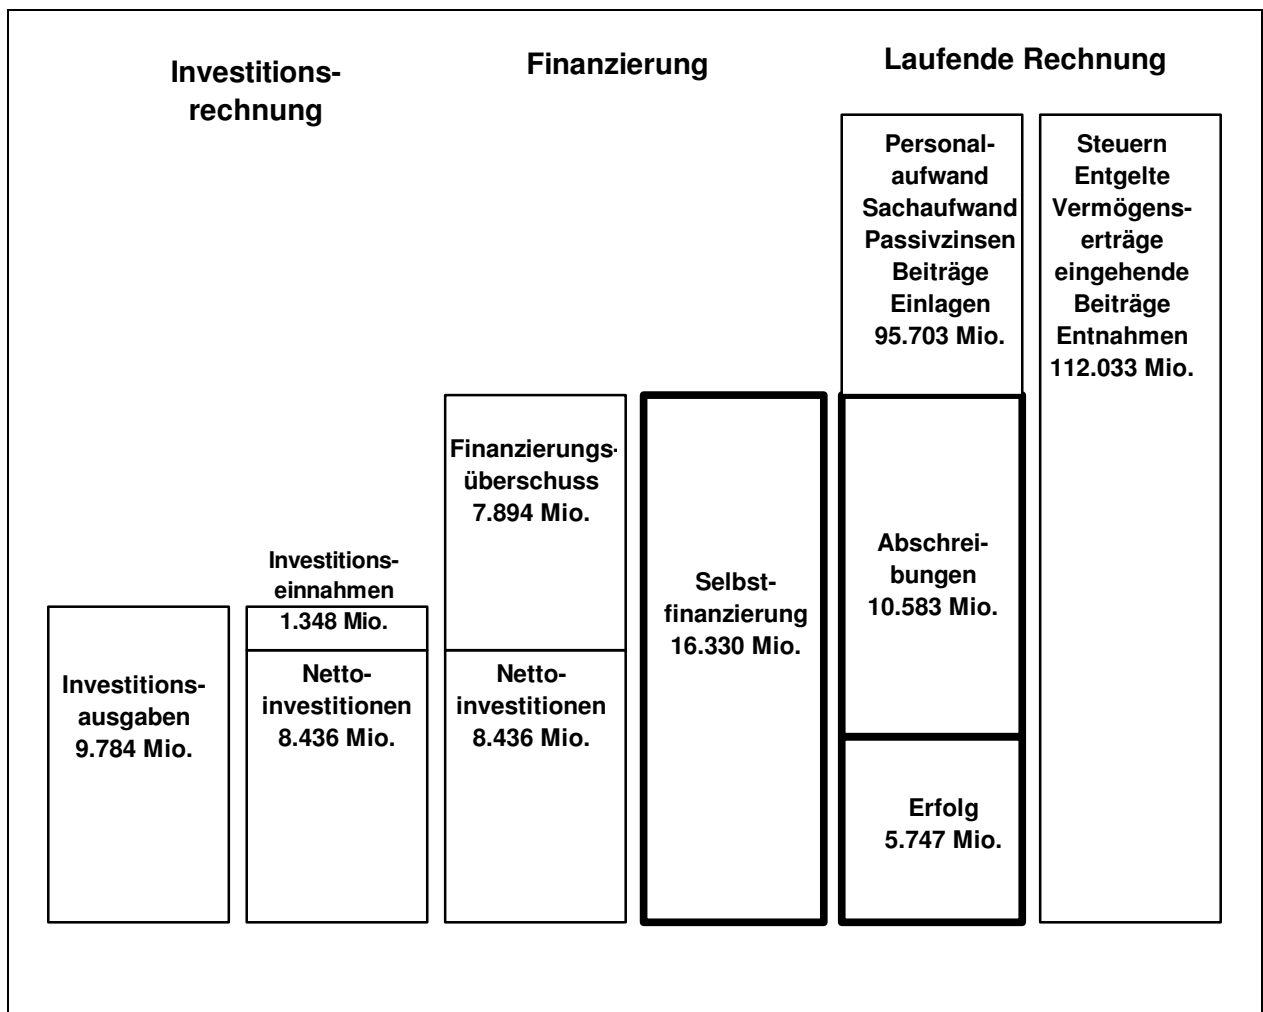 Investitions-
rechnung
Finanzierung
Laufende Rechnung
Personal-
aufwand
Sachaufwand
Passivzinsen
Beiträge
Einlagen
95.703 Mio.
Steuern
Entgelte
Vermögens-
erträge
eingehende
Beiträge
Entnahmen
112.033 Mio.
Finanzierungs-
überschuss
7.894 Mio.
Investitions-
einnahmen
1.348 Mio.
Selbst-
finanzierung
16.330 Mio.
Abschrei-
bungen
10.583 Mio.
Investitions-
ausgaben
9.784 Mio.
Netto-
investitionen
8.436 Mio.
Netto-
investitionen
8.436 Mio.
Erfolg
5.747 Mio.